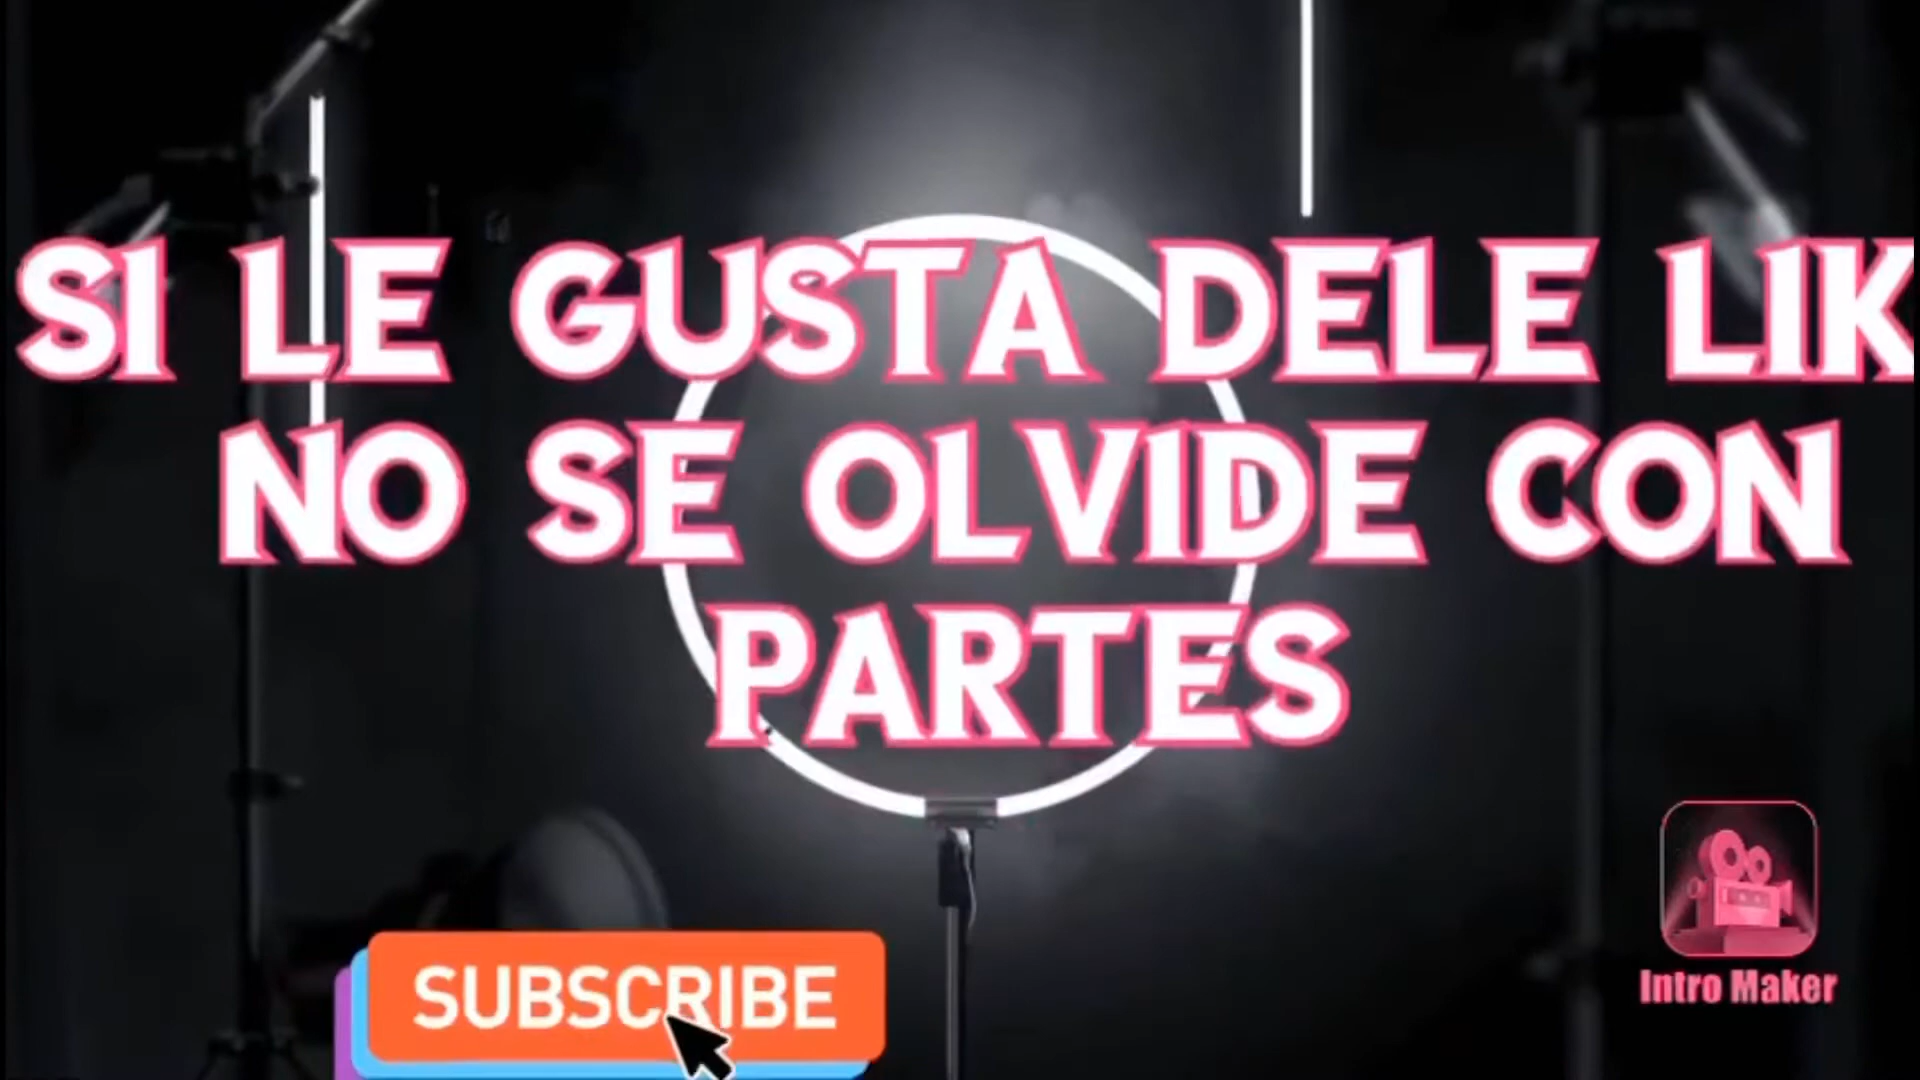 SI LE GUSTA DELE LIK
NO SE OLVIDE CON
PARTES
SUBSCRIBE
Intro Maker